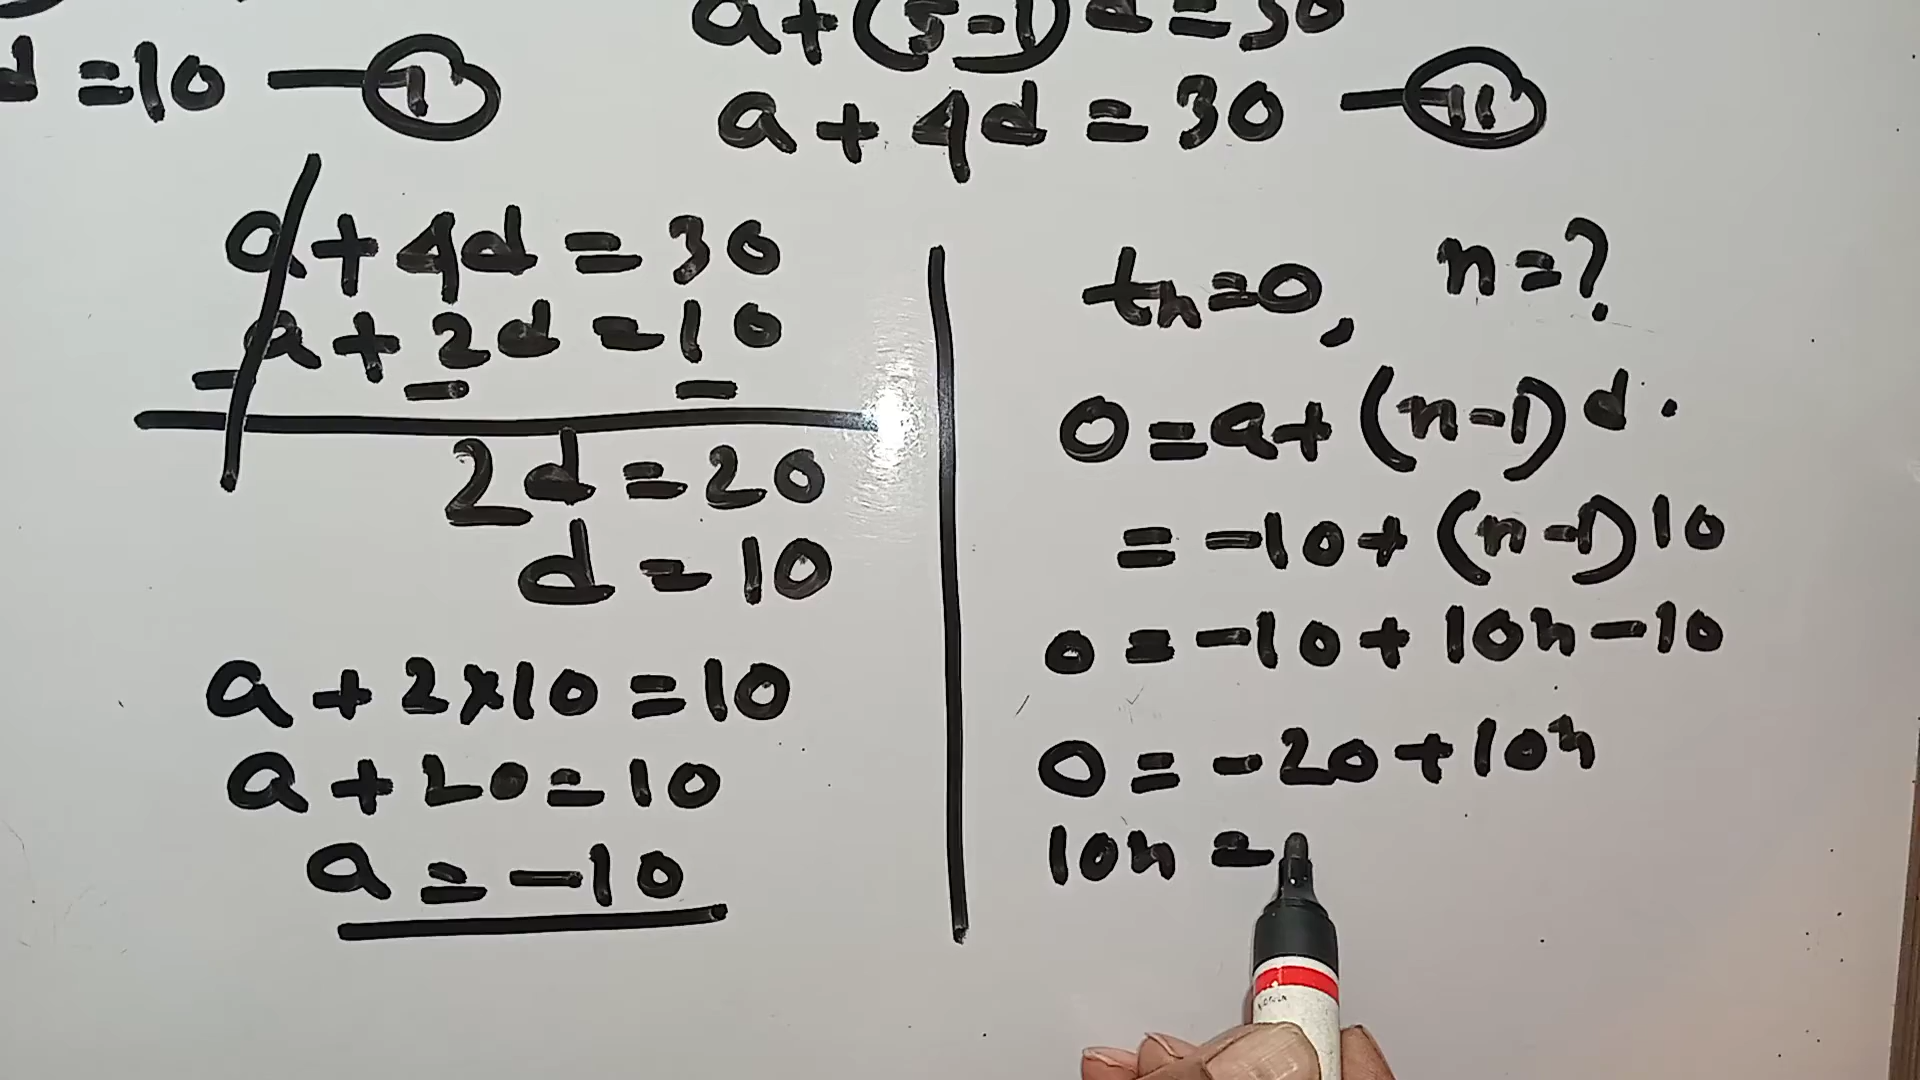 a+(5-1)d=30
d=10 — I
a+4d=30 — II
a+4d=30
a+2d=10
- - -
2d=20
d=10
a+2×10=10
a+20=10
a=-10
tn=0, n=?
0=a+(n-1)d.
=-10+(n-1)10
0=-10+10n-10
0=-20+10n
10n=